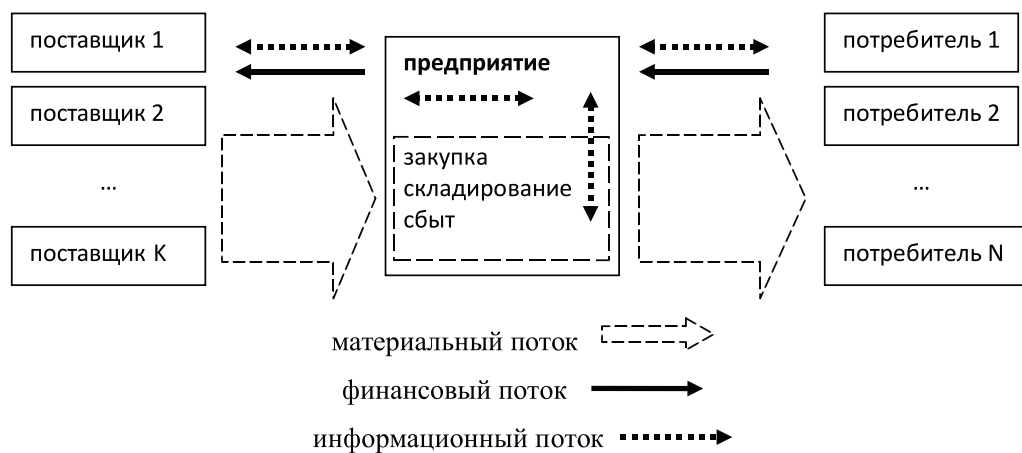 поставщик 1
поставщик 2
...
поставщик K
предприятие
закупка
складирование
сбыт
потребитель 1
потребитель 2
...
потребитель N
материальный поток
финансовый поток
информационный поток